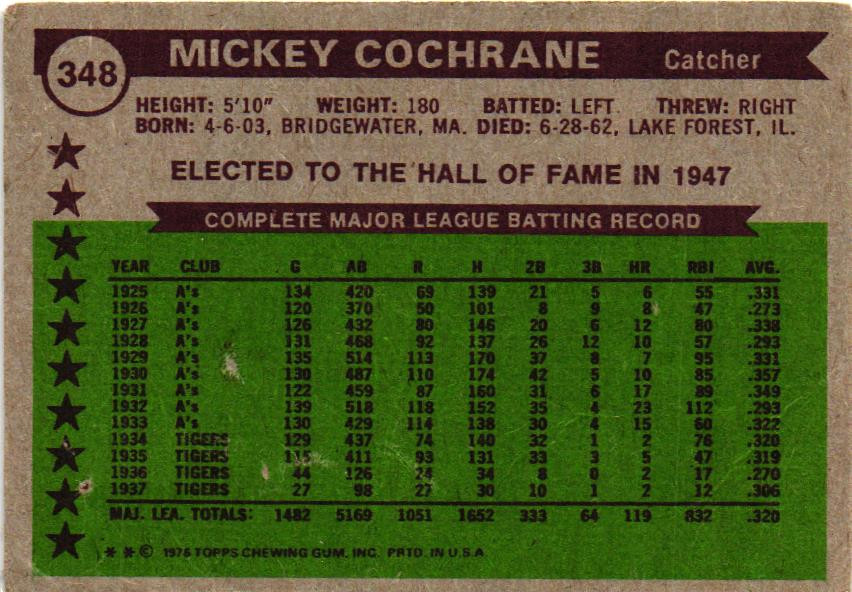 348
MICKEY COCHRANE Catcher
HEIGHT: 5'10" WEIGHT: 180 BATTED: LEFT. THREW: RIGHT
BORN: 4-6-03, BRIDGEWATER, MA. DIED: 6-28-62, LAKE FOREST, IL.
ELECTED TO THE HALL OF FAME IN 1947
COMPLETE MAJOR LEAGUE BATTING RECORD
YEAR CLUB G AB R H 2B 3B HR RBI AVG.
1925 A's 134 420 69 139 21 5 6 55 .331
1926 A's 120 370 50 101 8 9 8 47 .273
1927 A's 126 432 80 146 20 6 12 80 .338
1928 A's 131 468 92 137 26 12 10 57 .293
1929 A's 135 514 113 170 37 8 7 95 .331
1930 A's 130 487 110 174 42 5 10 85 .357
1931 A's 122 459 87 160 31 6 17 89 .349
1932 A's 139 518 118 152 35 4 23 112 .293
1933 A's 130 429 114 138 30 4 15 60 .322
1934 TIGERS 129 437 74 140 32 1 2 76 .320
1935 TIGERS 411 93 131 33 3 5 47 .319
1936 TIGERS 44 126 24 34 8 0 2 17 .270
1937 TIGERS 27 98 27 30 10 1 2 12 .306
MAJ. LEA. TOTALS: 1482 5169 1051 1652 333 64 119 832 .320
* * © 1976 TOPPS CHEWING GUM, INC. PRTD. IN U.S.A.